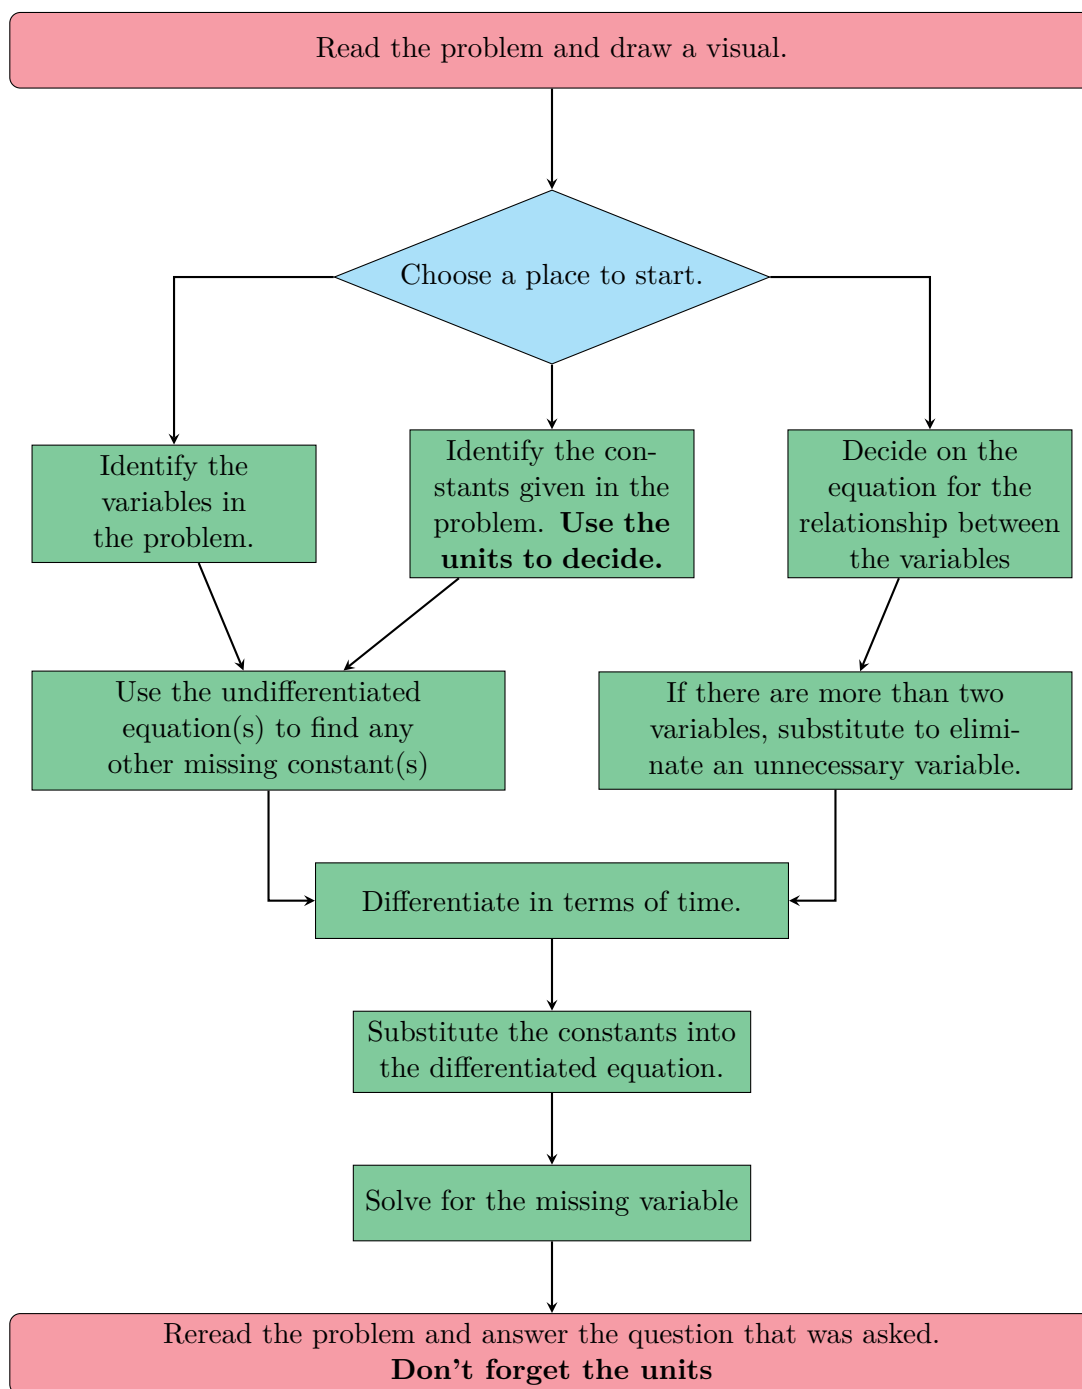 Read the problem and draw a visual.
Choose a place to start.
Identify the
variables in
the problem.
Identify the con-
stants given in the
problem. Use the
units to decide.
Decide on the
equation for the
relationship between
the variables
Use the undifferentiated
equation(s) to find any
other missing constant(s)
If there are more than two
variables, substitute to elimi-
nate an unnecessary variable.
Differentiate in terms of time.
Substitute the constants into
the differentiated equation.
Solve for the missing variable
Reread the problem and answer the question that was asked.
Don't forget the units